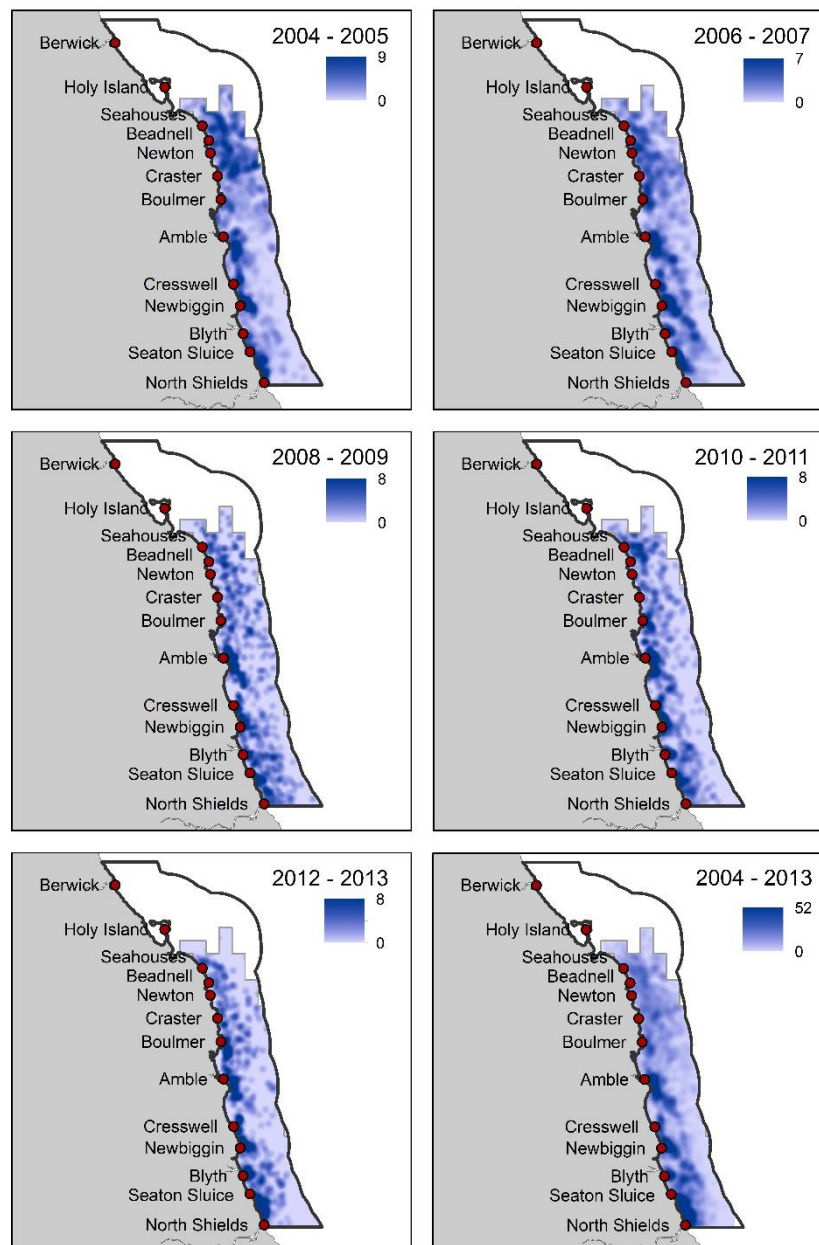 2004 - 2005
9
0
Berwick
Holy Island
Seahouses
Beadnell
Newton
Craster
Boulmer
Amble
Cresswell
Newbiggin
Blyth
Seaton Sluice
North Shields
2006 - 2007
7
0
Berwick
Holy Island
Seahouses
Beadnell
Newton
Craster
Boulmer
Amble
Cresswell
Newbiggin
Blyth
Seaton Sluice
North Shields
2008 - 2009
8
0
Berwick
Holy Island
Seahouses
Beadnell
Newton
Craster
Boulmer
Amble
Cresswell
Newbiggin
Blyth
Seaton Sluice
North Shields
2010 - 2011
8
0
Berwick
Holy Island
Seahouses
Beadnell
Newton
Craster
Boulmer
Amble
Cresswell
Newbiggin
Blyth
Seaton Sluice
North Shields
2012 - 2013
8
0
Berwick
Holy Island
Seahouses
Beadnell
Newton
Craster
Boulmer
Amble
Cresswell
Newbiggin
Blyth
Seaton Sluice
North Shields
2004 - 2013
52
0
Berwick
Holy Island
Seahouses
Beadnell
Newton
Craster
Boulmer
Amble
Cresswell
Newbiggin
Blyth
Seaton Sluice
North Shields